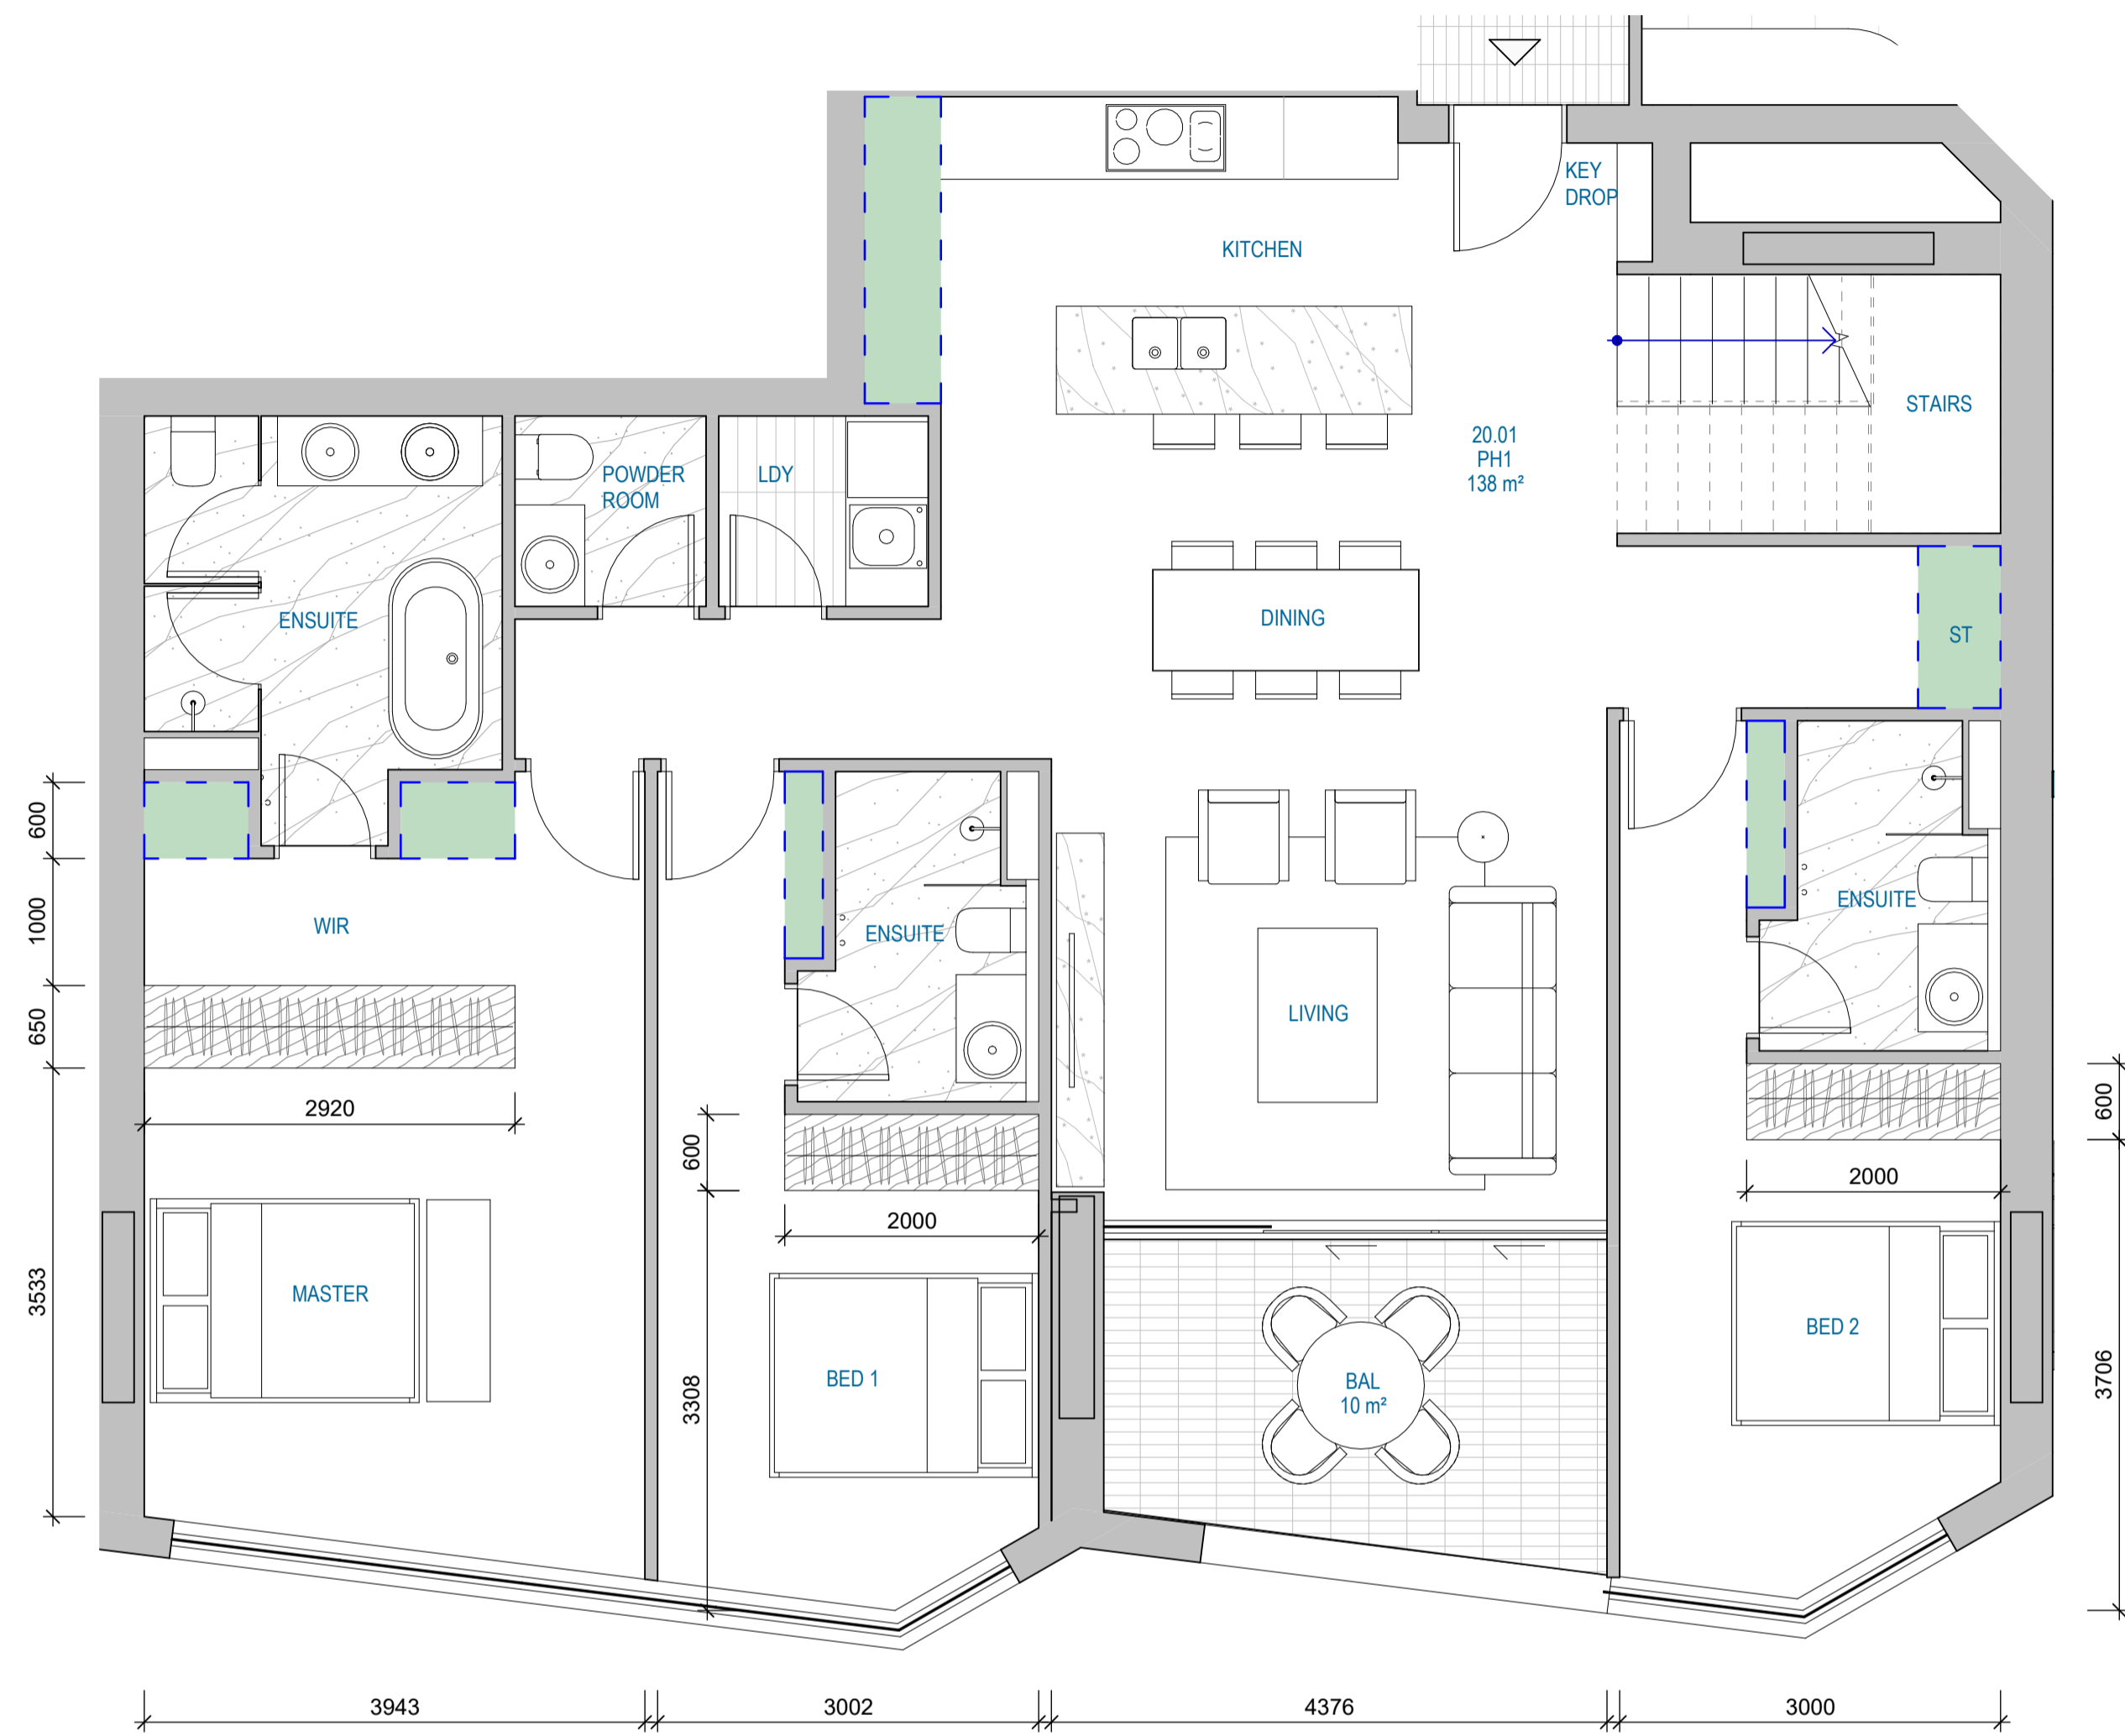 KEY
DROP
KITCHEN
STAIRS
20.01
PH1
138 m²
POWDER
ROOM
LDY
ENSUITE
DINING
ST
600
1000
650
3533
WIR
ENSUITE
ENSUITE
LIVING
2920
600
3308
2000
600
3706
2000
MASTER
BED 1
BAL
10 m²
BED 2
3943
3002
4376
3000